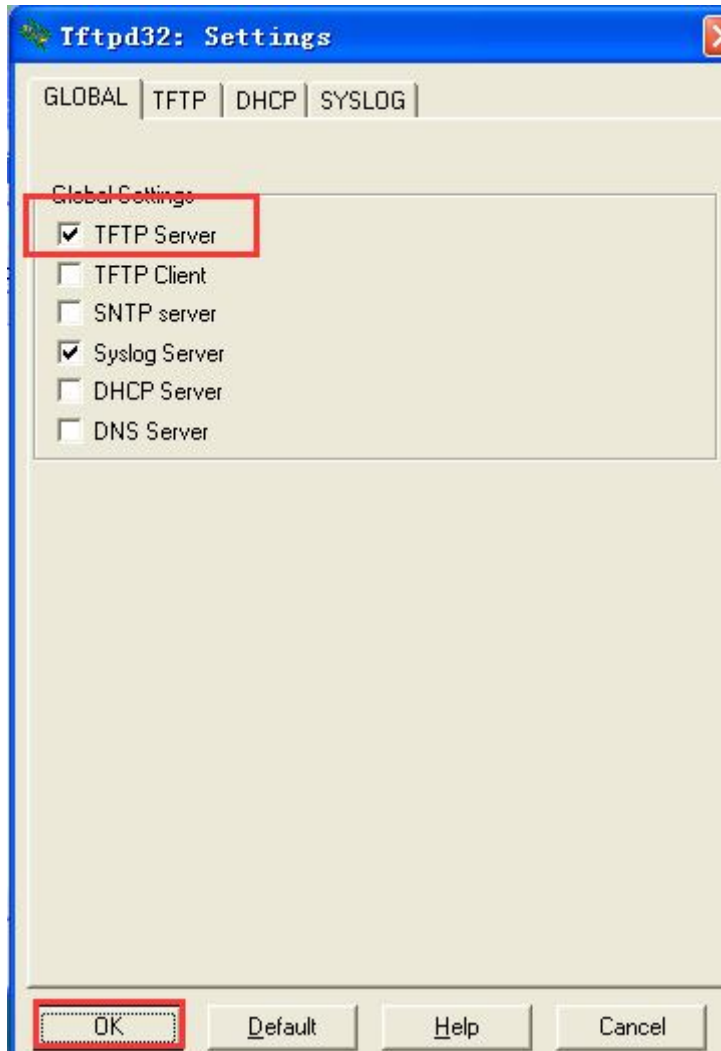 Tftpd32: Settings
GLOBAL TFTP DHCP SYSLOG
Global Settings
TFTP Server
TFTP Client
SNTP server
Syslog Server
DHCP Server
DNS Server
OK Default Help Cancel